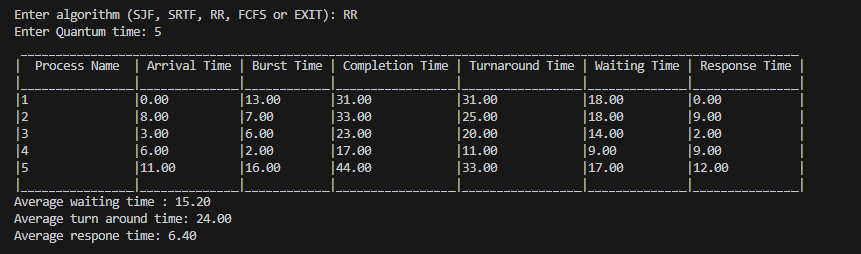 Enter algorithm (SJF, SRTF, RR, FCFS or EXIT): RR
Enter Quantum time: 5
| Process Name | Arrival Time | Burst Time | Completion Time | Turnaround Time | Waiting Time | Response Time |
|1 |0.00 |13.00 |31.00 |31.00 |18.00 |0.00 |
|2 |8.00 |7.00 |33.00 |25.00 |18.00 |9.00 |
|3 |3.00 |6.00 |23.00 |20.00 |14.00 |2.00 |
|4 |6.00 |2.00 |17.00 |11.00 |9.00 |9.00 |
|5 |11.00 |16.00 |44.00 |33.00 |17.00 |12.00 |
Average waiting time : 15.20
Average turn around time: 24.00
Average respone time: 6.40